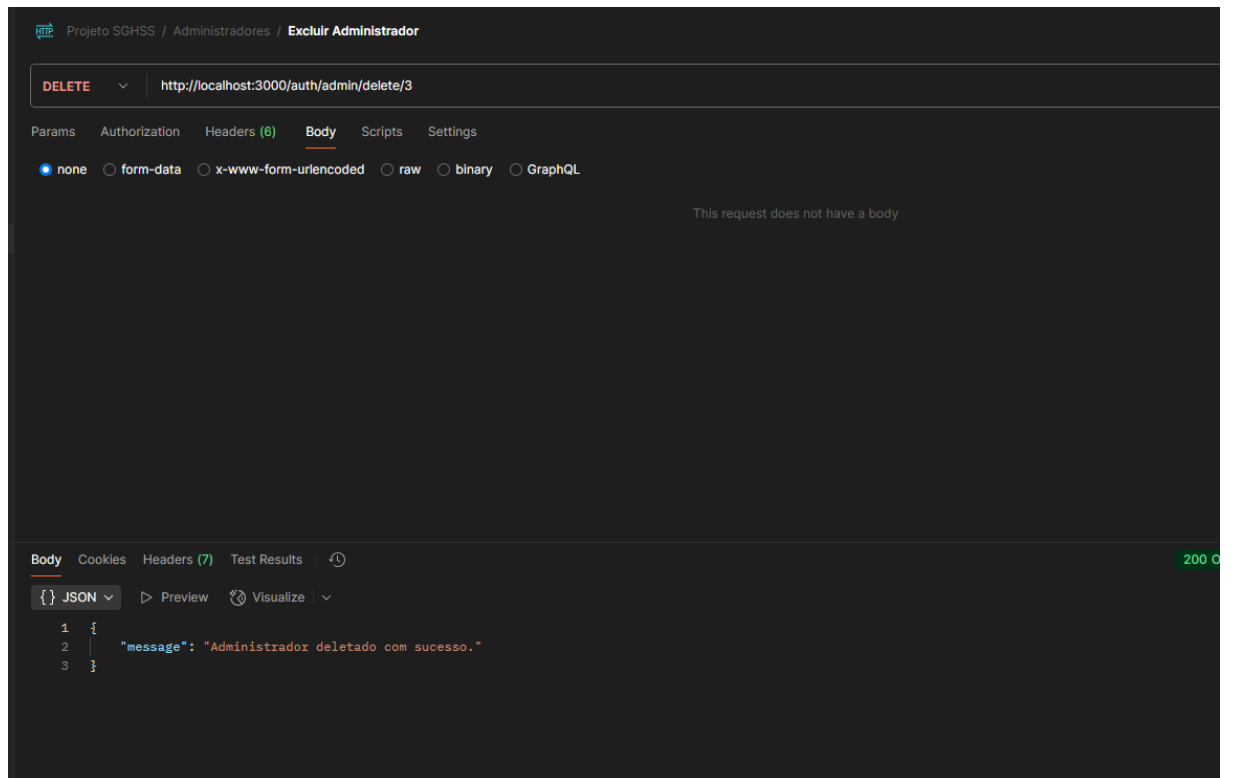 HTTP Projeto SGHSS / Administradores / Excluir Administrador
DELETE http://localhost:3000/auth/admin/delete/3
Params Authorization Headers (6) Body Scripts Settings
none form-data x-www-form-urlencoded raw binary GraphQL
This request does not have a body
Body Cookies Headers (7) Test Results 200 O
{} JSON Preview Visualize
1 {
2 "message": "Administrador deletado com sucesso."
3 }